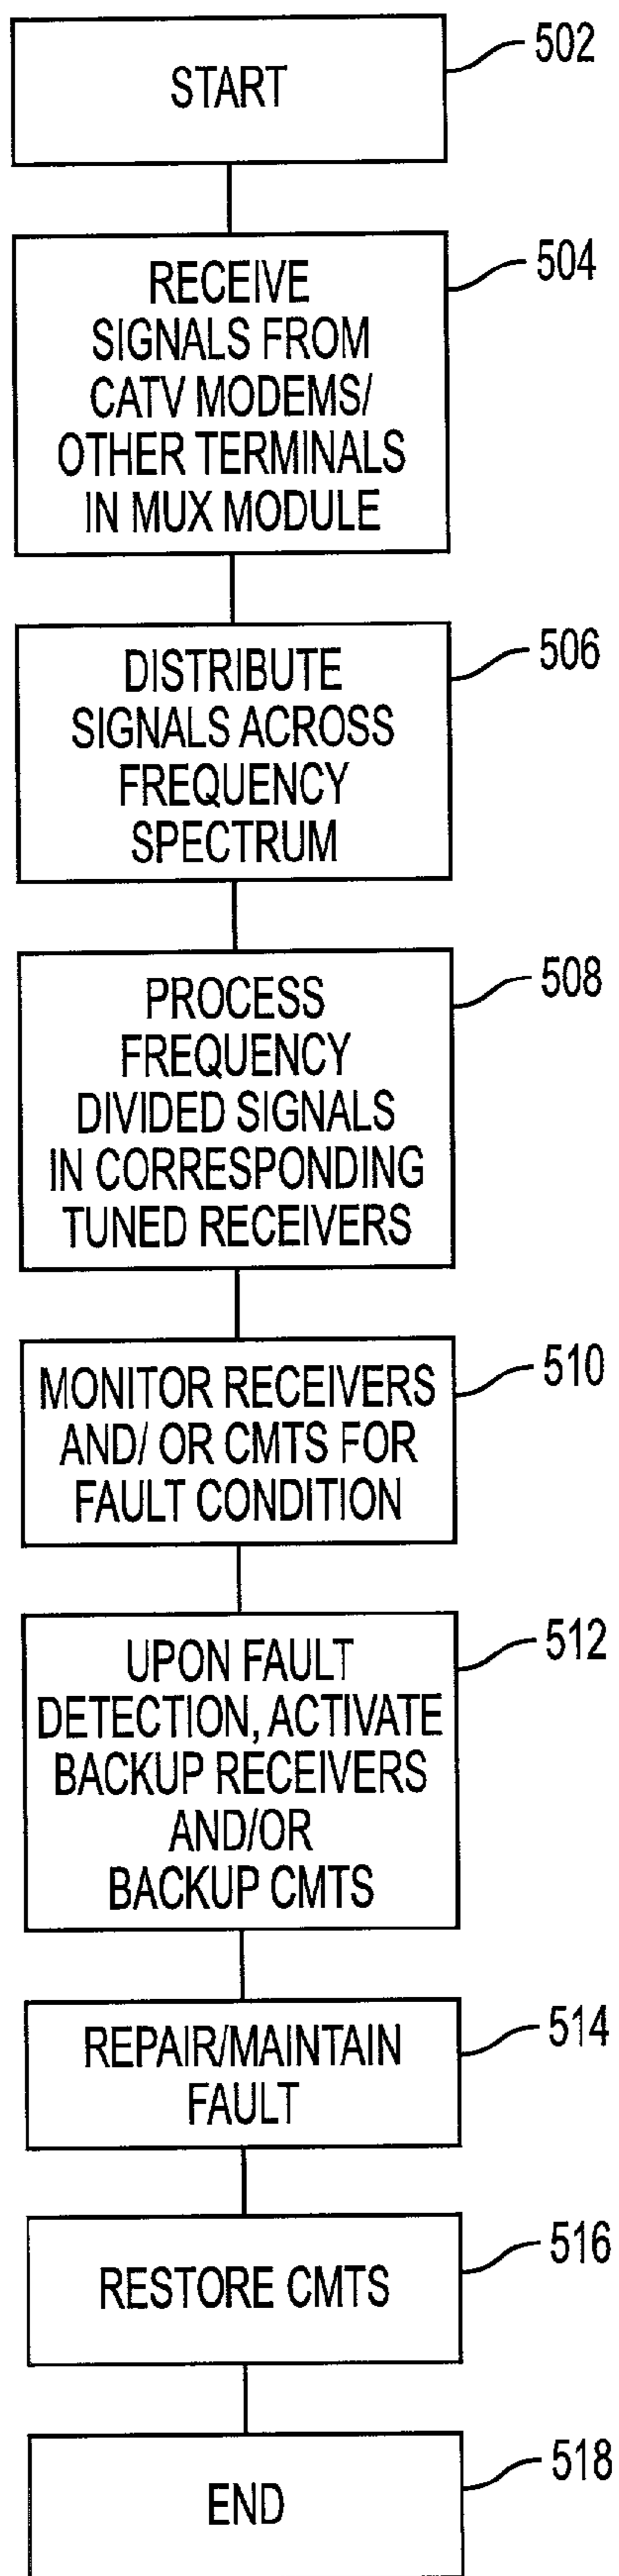 START
502
RECEIVE
SIGNALS FROM
CATV MODEMS/
OTHER TERMINALS
IN MUX MODULE
504
DISTRIBUTE
SIGNALS ACROSS
FREQUENCY
SPECTRUM
506
PROCESS
FREQUENCY
DIVIDED SIGNALS
IN CORRESPONDING
TUNED RECEIVERS
508
MONITOR RECEIVERS
AND/ OR CMTS FOR
FAULT CONDITION
510
UPON FAULT
DETECTION, ACTIVATE
BACKUP RECEIVERS
AND/OR
BACKUP CMTS
512
REPAIR/MAINTAIN
FAULT
514
RESTORE CMTS
516
END
518